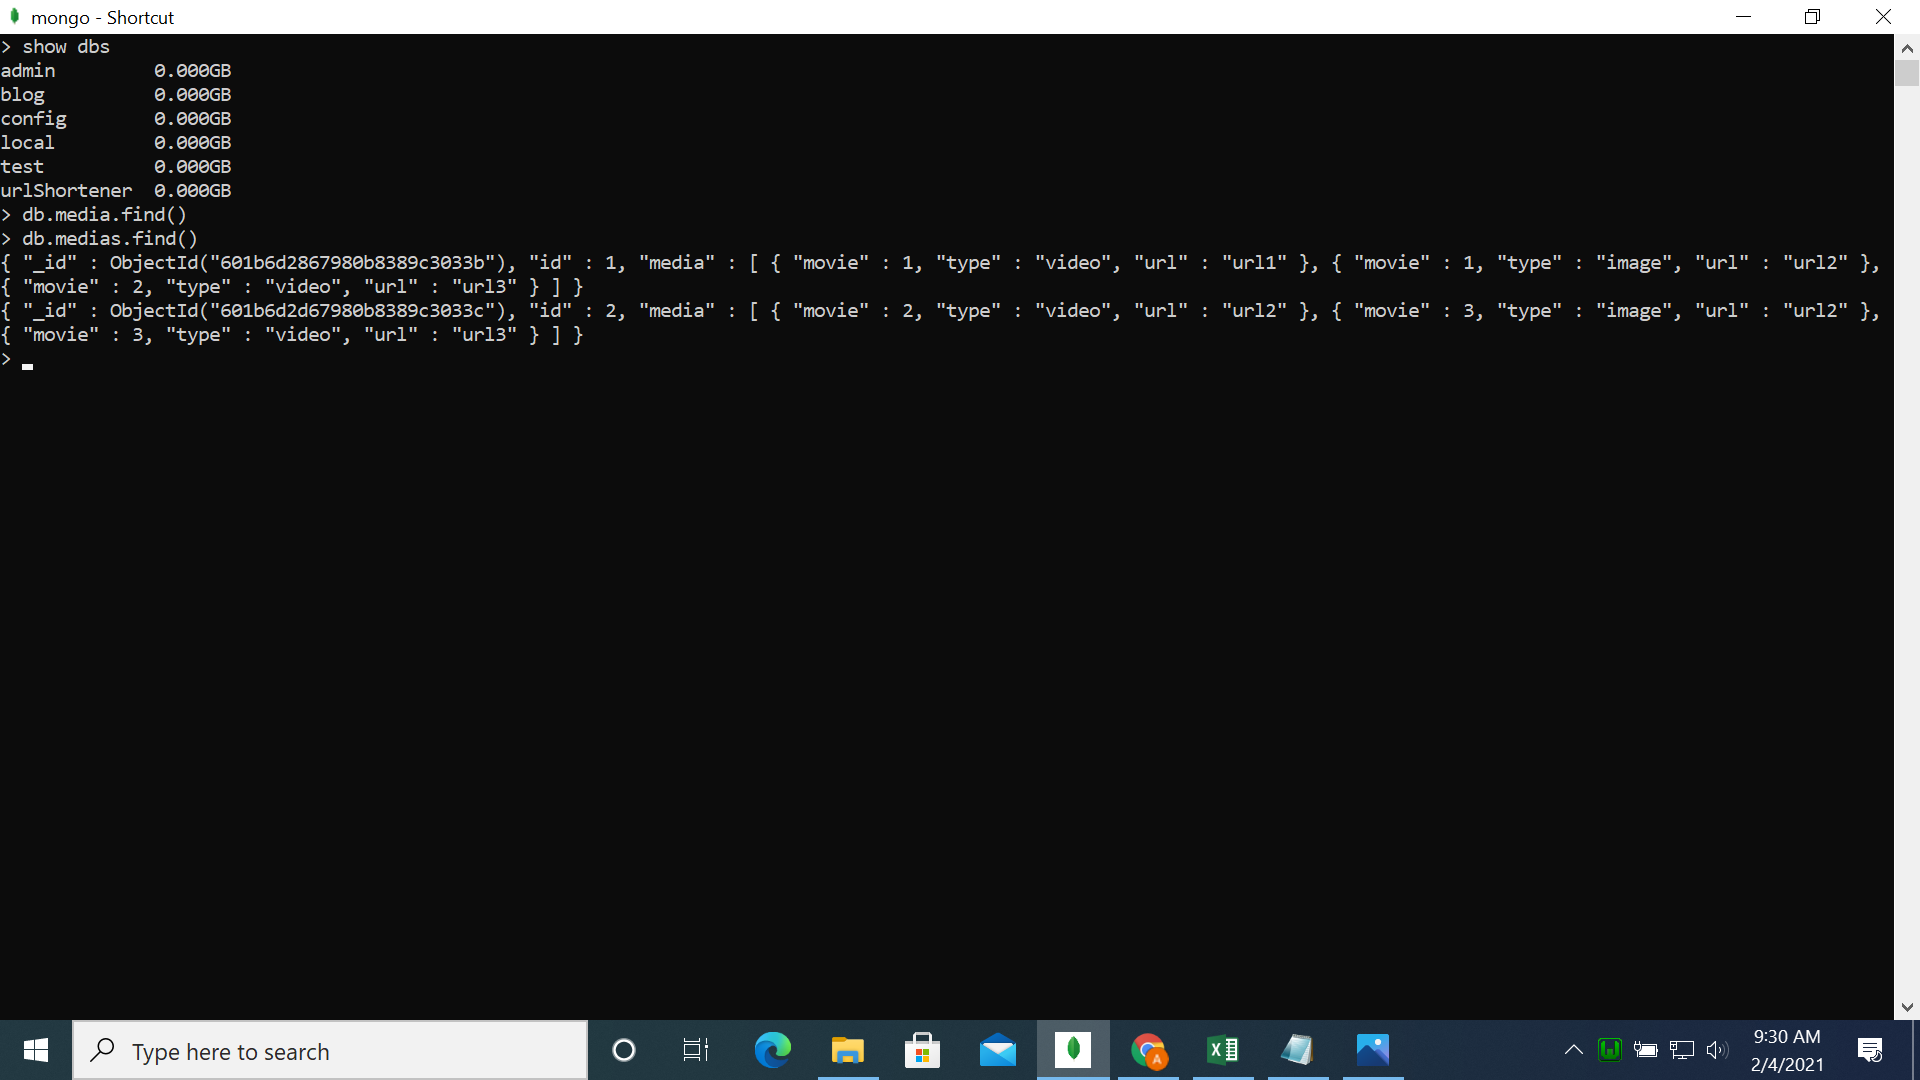 mongo - Shortcut
> show dbs
admin         0.000GB
blog          0.000GB
config        0.000GB
local         0.000GB
test          0.000GB
urlShortener  0.000GB
> db.media.find()
> db.medias.find()
{ "_id" : ObjectId("601b6d2867980b8389c3033b"), "id" : 1, "media" : [ { "movie" : 1, "type" : "video", "url" : "url1" }, { "movie" : 1, "type" : "image", "url" : "url2" },
{ "movie" : 2, "type" : "video", "url" : "url3" } ] }
{ "_id" : ObjectId("601b6d2d67980b8389c3033c"), "id" : 2, "media" : [ { "movie" : 2, "type" : "video", "url" : "url2" }, { "movie" : 3, "type" : "image", "url" : "url2" },
{ "movie" : 3, "type" : "video", "url" : "url3" } ] }
>
Type here to search
A
X
9:30 AM
2/4/2021